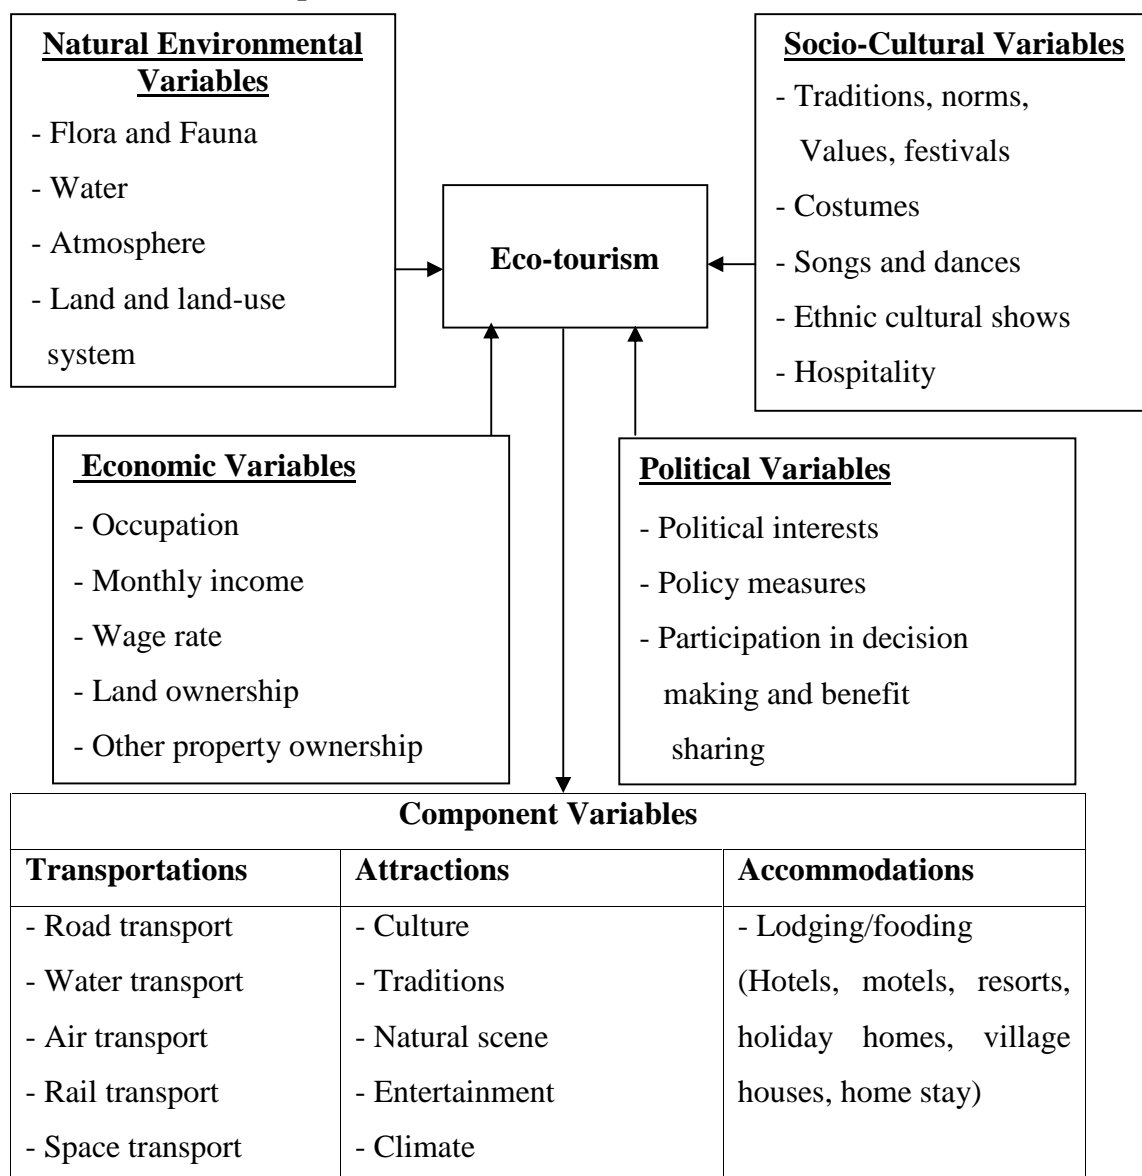 Natural Environmental
Variables
- Flora and Fauna
- Water
- Atmosphere
- Land and land-use
system
Socio-Cultural Variables
- Traditions, norms,
Values, festivals
- Costumes
- Songs and dances
- Ethnic cultural shows
- Hospitality
Eco-tourism
Economic Variables
- Occupation
- Monthly income
- Wage rate
- Land ownership
- Other property ownership
Political Variables
- Political interests
- Policy measures
- Participation in decision
making and benefit
sharing
Component Variables
Transportations
- Road transport
- Water transport
- Air transport
- Rail transport
- Space transport
Attractions
- Culture
- Traditions
- Natural scene
- Entertainment
- Climate
Accommodations
- Lodging/fooding
(Hotels, motels, resorts,
holiday homes, village
houses, home stay)